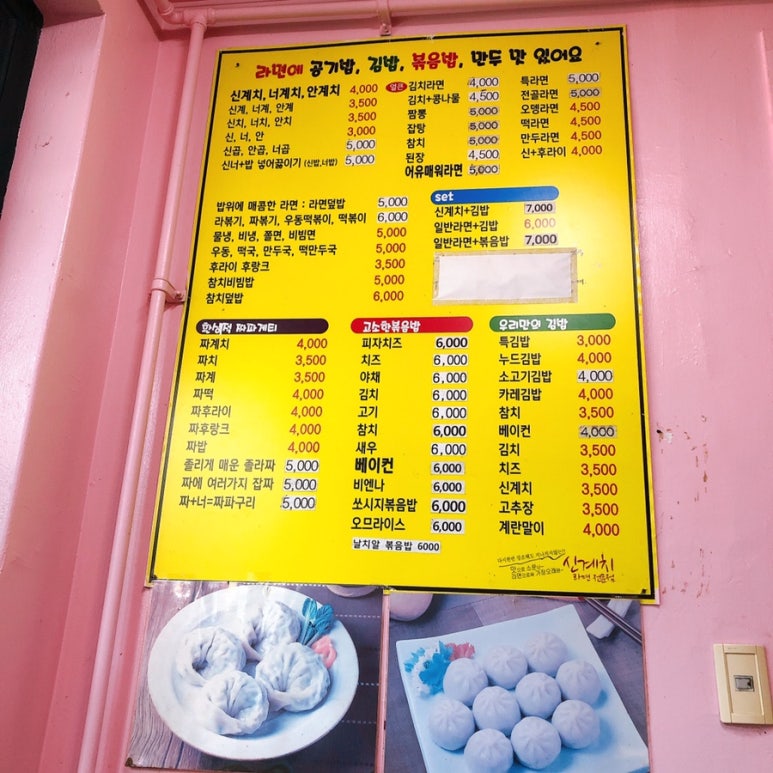 라면에 공기밥, 김밥, 볶음밥, 만두 맛 있어요
신계치, 너계치, 안계치 4,000
신계, 너계, 안계 3,500
신치, 너치, 안치 3,500
신, 너, 안 3,000
신곱, 안곱, 너곱 5,000
신너+밥 넣어끓이기 (신밥,너밥) 5,000
얼큰 김치라면 4,000
김치+콩나물 4,500
짬뽕 5,000
잡탕 5,000
참치 5,000
된장 4,500
어유매워라면 5,000
특라면 5,000
전골라면 5,000
오뎅라면 4,500
떡라면 4,500
만두라면 4,500
신+후라이 4,000
밥위에 매콤한 라면 : 라면덮밥 5,000
라볶기, 짜볶기, 우동떡볶이, 떡볶이 6,000
물냉, 비냉, 쫄면, 비빔면 5,000
우동, 떡국, 만두국, 떡만두국 5,000
후라이 후랑크 3,500
참치비빔밥 5,000
참치덮밥 6,000
set
신계치+김밥 7,000
일반라면+김밥 6,000
일반라면+볶음밥 7,000
환상적 짜파게티
짜계치 4,000
짜치 3,500
짜계 3,500
짜떡 4,000
짜후라이 4,000
짜후랑크 4,000
짜밥 4,000
졸리게 매운 졸라짜 5,000
짜에 여러가지 잡짜 5,000
짜+너=짜파구리 5,000
고소한볶음밥
피자치즈 6,000
치즈 6,000
야채 6,000
김치 6,000
고기 6,000
참치 6,000
새우 6,000
베이컨 6,000
비엔나 6,000
쏘시지볶음밥 6,000
오므라이스 6,000
날치알 볶음밥 6000
우리만의 김밥
특김밥 3,000
누드김밥 4,000
소고기김밥 4,000
카레김밥 4,000
참치 3,500
베이컨 4,000
김치 3,500
치즈 3,500
신계치 3,500
고추장 3,500
계란말이 4,000
신계치
라면 전문점